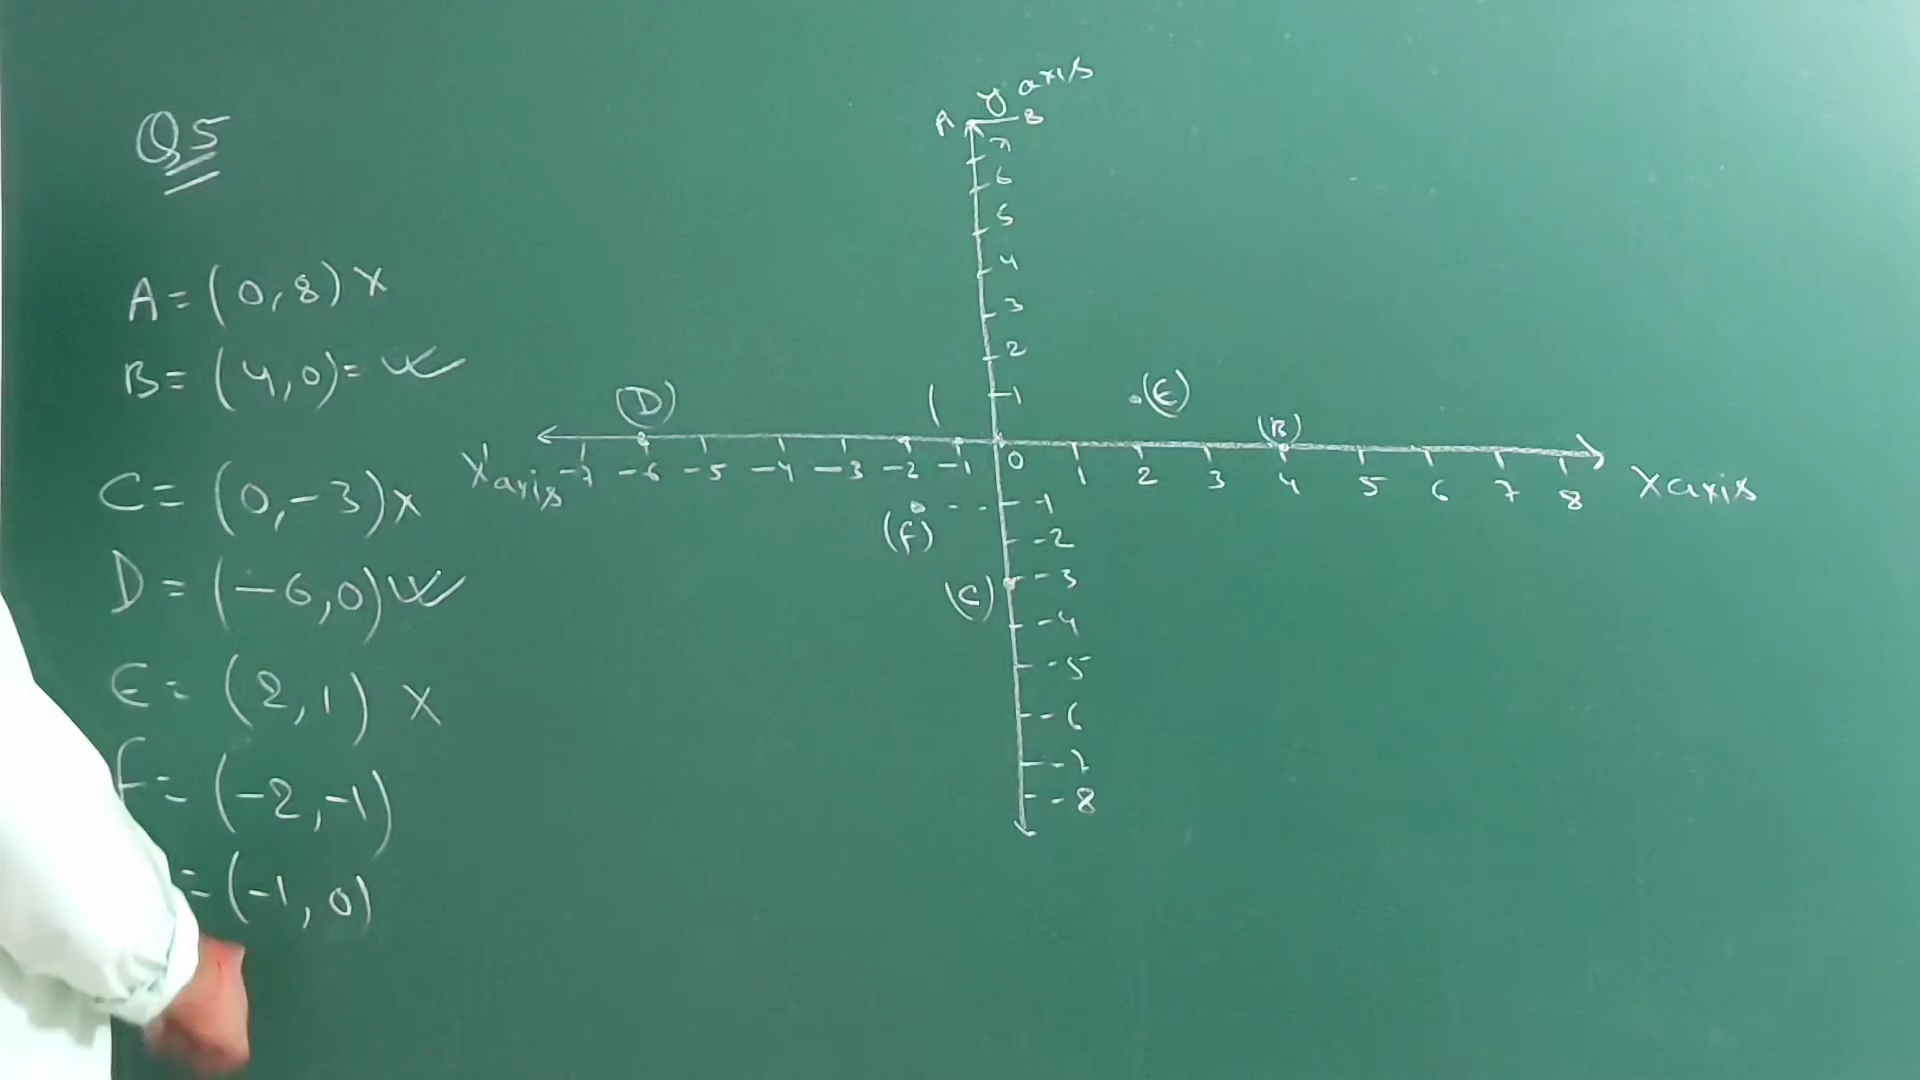 Q5
A = (0,8) x
B = (4,0) =
C = (0,-3) x
D = (-6,0)
E = (2,1) x
F = (-2,-1)
= (-1,0)
Y axis
A 8
7
6
5
4
3
2
1
(D) (E) (B)
X' axis -7 -6 -5 -4 -3 -2 -1 0 1 2 3 4 5 6 7 8 X axis
-1
(F) -2
(C) -3
-4
-5
-6
-7
-8